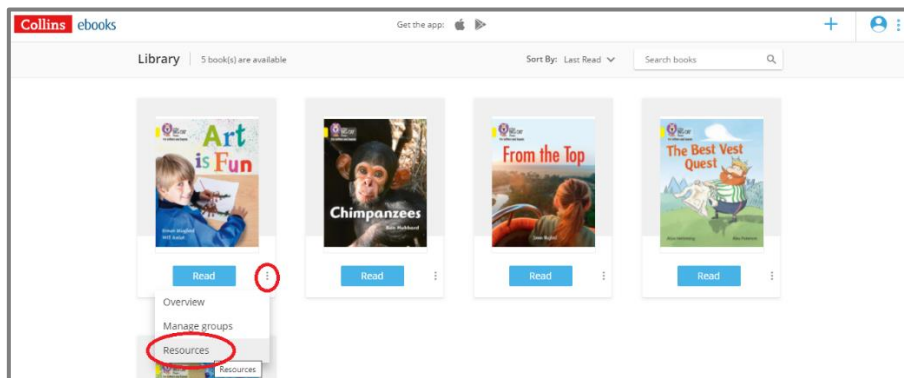 Collins ebooks
Get the app:
Library
5 book(s) are available
Sort By: Last Read
Search books
Art is Fun
Chimpanzees
From the Top
The Best Vest Quest
Read
Read
Read
Read
Overview
Manage groups
Resources
Resources